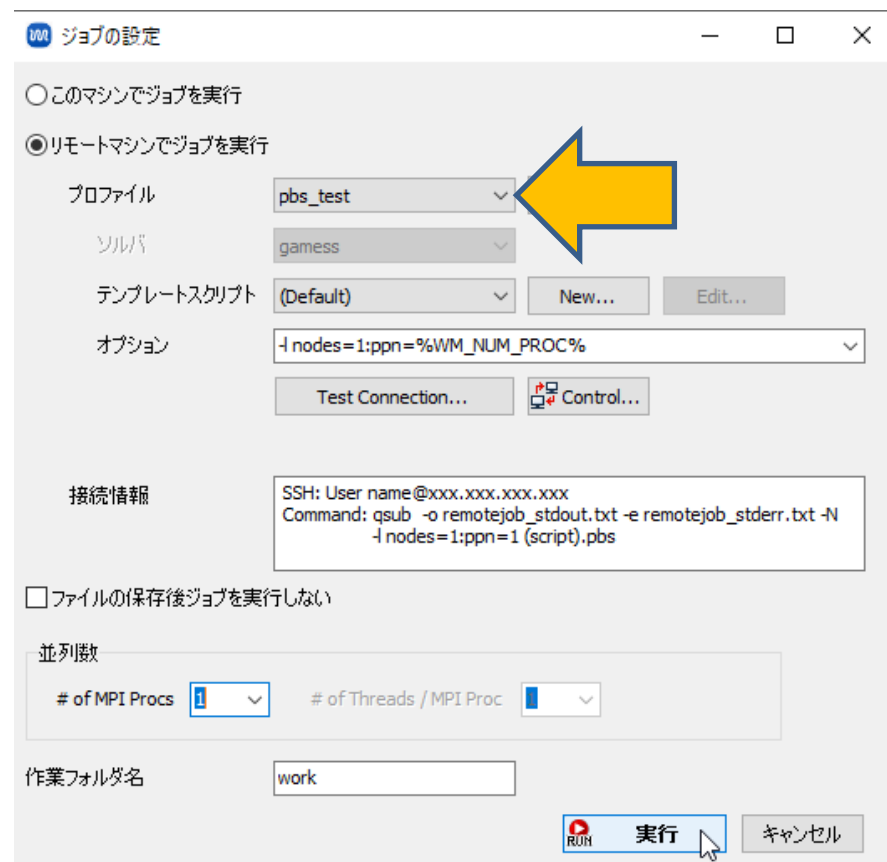 ジョブの設定
このマシンでジョブを実行
リモートマシンでジョブを実行
プロファイル
pbs_test
ソルバ
gamess
テンプレートスクリプト
(Default)
New...
Edit...
オプション
-l nodes=1:ppn=%WM_NUM_PROC%
Test Connection...
Control...
接続情報
SSH: User name@xxx.xxx.xxx.xxx
Command: qsub -o remotejob_stdout.txt -e remotejob_stderr.txt -N
-l nodes=1:ppn=1 (script).pbs
ファイルの保存後ジョブを実行しない
並列数
# of MPI Procs
1
# of Threads / MPI Proc
作業フォルダ名
work
RUN
実行
キャンセル